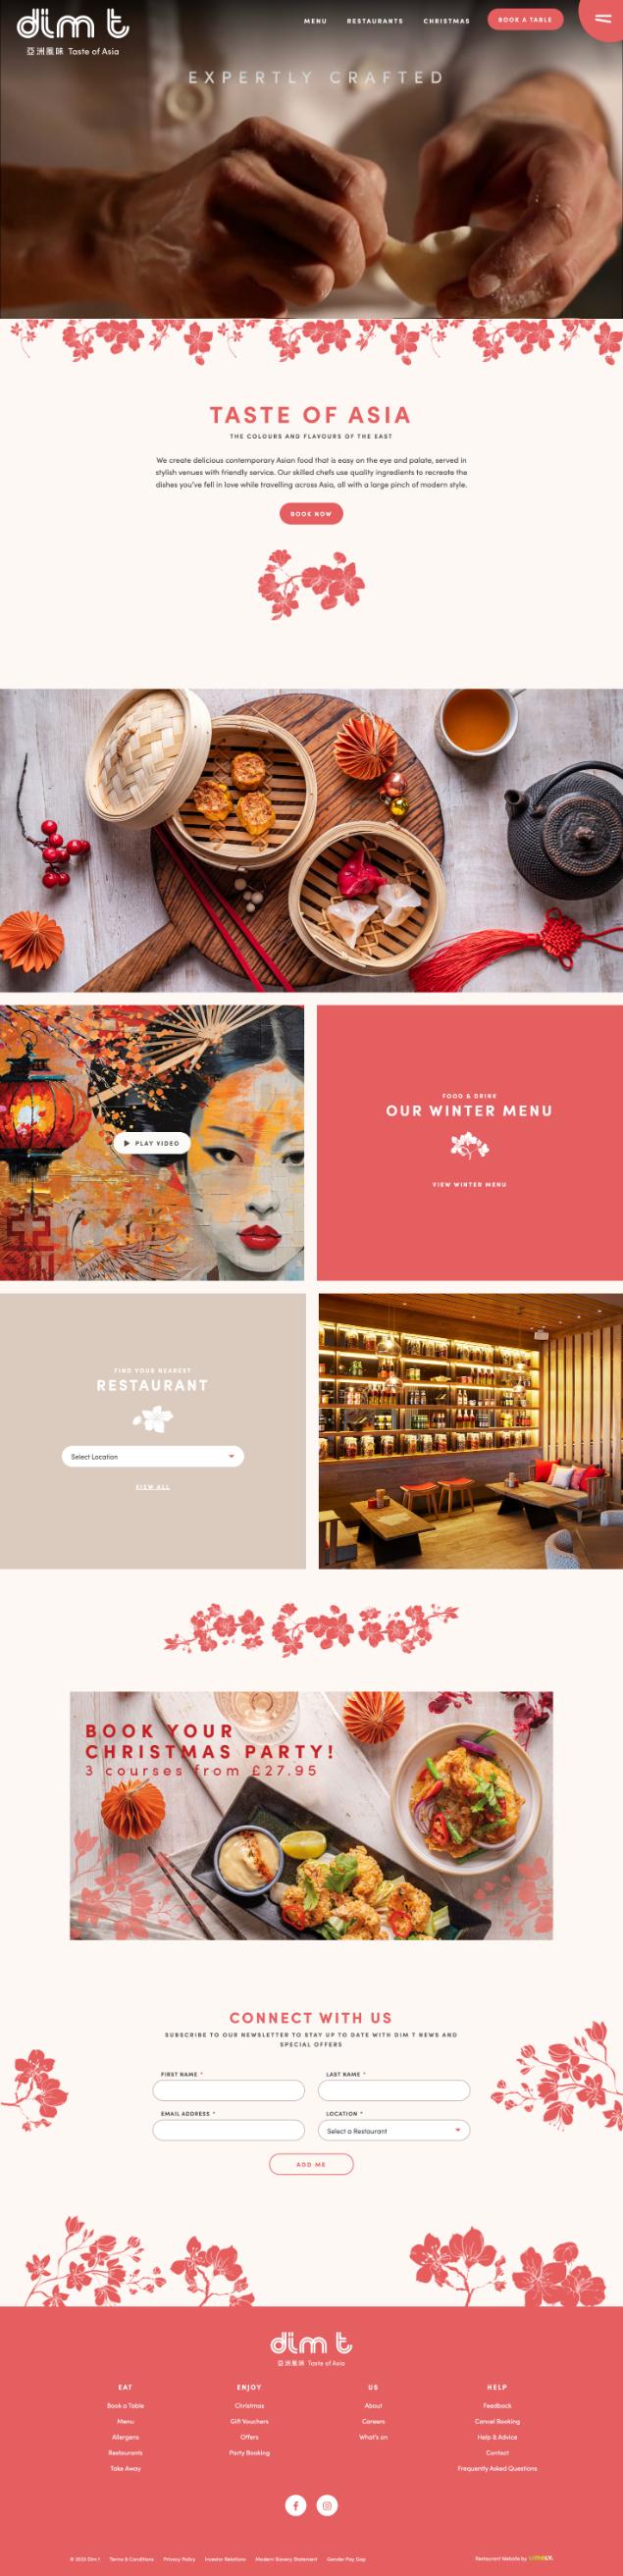 dim t
亞洲風味 Taste of Asia
MENU
RESTAURANTS
CHRISTMAS
BOOK A TABLE
EXPERTLY CRAFTED
TASTE OF ASIA
THE COLOURS AND FLAVOURS OF THE EAST
We create delicious contemporary Asian food that is easy on the eye and palate, served in
stylish venues with friendly service. Our skilled chefs use quality ingredients to recreate the
dishes you've fell in love while travelling across Asia, all with a large pinch of modern style.
BOOK NOW
PLAY VIDEO
FOOD & DRINK
OUR WINTER MENU
VIEW WINTER MENU
FIND YOUR NEAREST
RESTAURANT
Select Location
VIEW ALL
BOOK YOUR
CHRISTMAS PARTY!
3 courses from £27.95
CONNECT WITH US
SUBSCRIBE TO OUR NEWSLETTER TO STAY UP TO DATE WITH DIM T NEWS AND
SPECIAL OFFERS
FIRST NAME *
LAST NAME *
EMAIL ADDRESS *
LOCATION *
Select a Restaurant
ADD ME
dim t
亞洲風味 Taste of Asia
EAT
Book a Table
Menu
Allergens
Restaurants
Take Away
ENJOY
Christmas
Gift Vouchers
Offers
Party Booking
US
About
Careers
What's on
HELP
Feedback
Cancel Booking
Help & Advice
Contact
Frequently Asked Questions
Terms & Conditions
Privacy Policy
Investor Relations
Modern Slavery Statement
Gender Pay Gap
Restaurant Website by